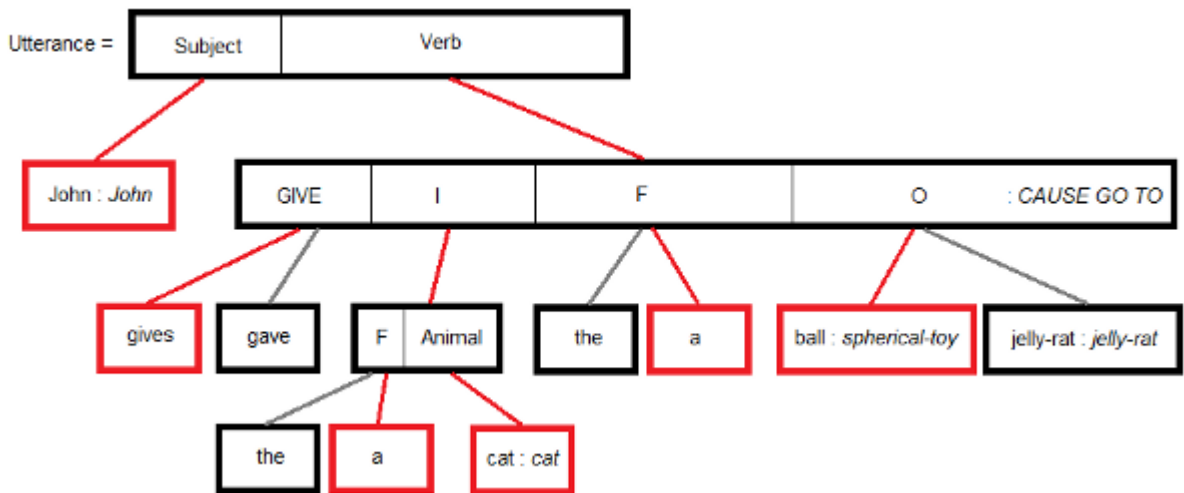 Utterance = Subject Verb
John : John
GIVE I F O : CAUSE GO TO
gives gave F Animal the a ball : spherical-toy jelly-rat : jelly-rat
the a cat : cat